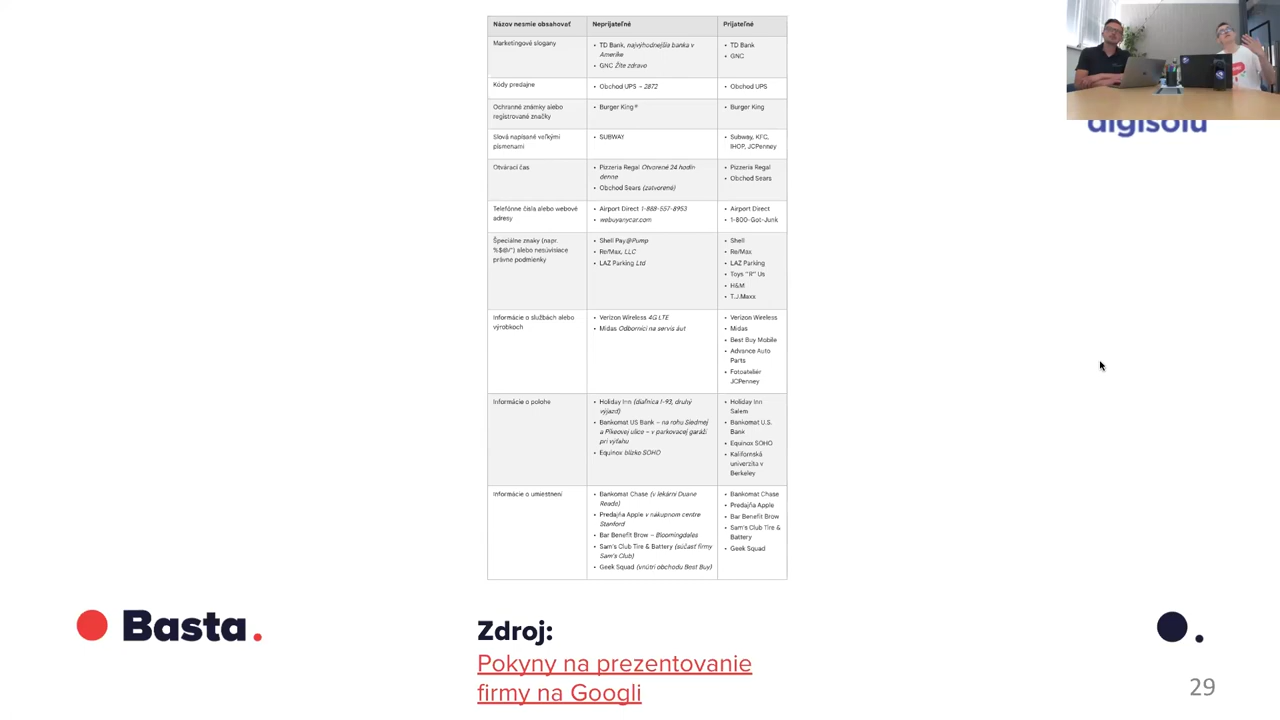 Názov nesmie obsahovať
Neprijateľné
Prijateľné
Marketingové slogany
• TD Bank, najvýhodnejšia banka v
Amerike
• GNC Žite zdravo
• TD Bank
• GNC
Kódy predajne
• Obchod UPS – 2872
• Obchod UPS
Ochranné známky alebo
registrované značky
• Burger King®
• Burger King
Slová napísané veľkými
písmenami
• SUBWAY
• Subway, KFC,
IHOP, JCPenney
Otvárací čas
• Pizzeria Regal Otvorené 24 hodín
denne
• Obchod Sears (zatvorené)
• Pizzeria Regal
• Obchod Sears
Telefónne čísla alebo webové
adresy
• Airport Direct 1-888-557-8953
• webuyanycar.com
• Airport Direct
• 1-800-Got-Junk
Špeciálne znaky (napr.
%$@/") alebo nesúvisiace
právne podmienky
• Shell Pay@Pump
• Re/Max, LLC
• LAZ Parking Ltd
• Shell
• Re/Max
• LAZ Parking
• Toys "R" Us
• H&M
• T.J.Maxx
Informácie o službách alebo
výrobkoch
• Verizon Wireless 4G LTE
• Midas Odborníci na servis áut
• Verizon Wireless
• Midas
• Best Buy Mobile
• Advance Auto
Parts
• Fotoateliér
JCPenney
Informácie o polohe
• Holiday Inn (diaľnica I-93, druhý
výjazd)
• Bankomat US Bank – na rohu Siedmej
a Pikeovej ulice – v parkovacej garáži
pri výťahu
• Equinox blízko SOHO
• Holiday Inn
Salem
• Bankomat U.S.
Bank
• Equinox SOHO
• Kalifornská
univerzita v
Berkeley
Informácie o umiestnení
• Bankomat Chase (v lekárni Duane
Reade)
• Predajňa Apple v nákupnom centre
Stanford
• Bar Benefit Brow – Bloomingdales
• Sam's Club Tire & Battery (súčasť firmy
Sam's Club)
• Geek Squad (vnútri obchodu Best Buy)
• Bankomat Chase
• Predajňa Apple
• Bar Benefit Brow
• Sam's Club Tire &
Battery
• Geek Squad
digisolu
Basta.
Zdroj:
Pokyny na prezentovanie
firmy na Googli
29